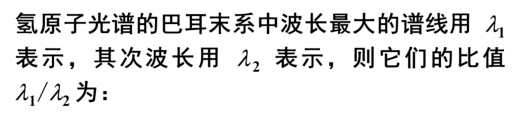 氢原子光谱的巴耳末系中波长最大的谱线用 λ₁
表示，其次波长用 λ₂ 表示，则它们的比值
λ₁/λ₂为：